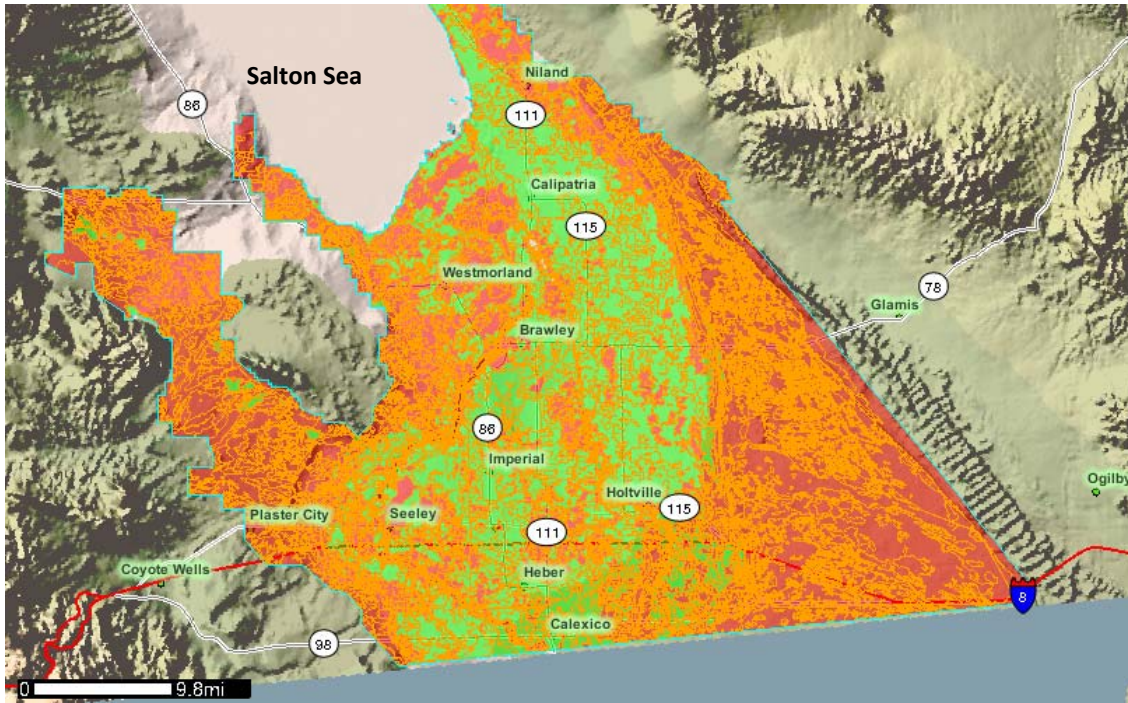 Salton Sea
Niland
86
111
Calipatria
115
Westmorland
78
Glamis
Brawley
86
Imperial
Ogilby
Holtville
115
Plaster City
Seeley
111
Coyote Wells
Heber
8
Calexico
98
0 9.8mi